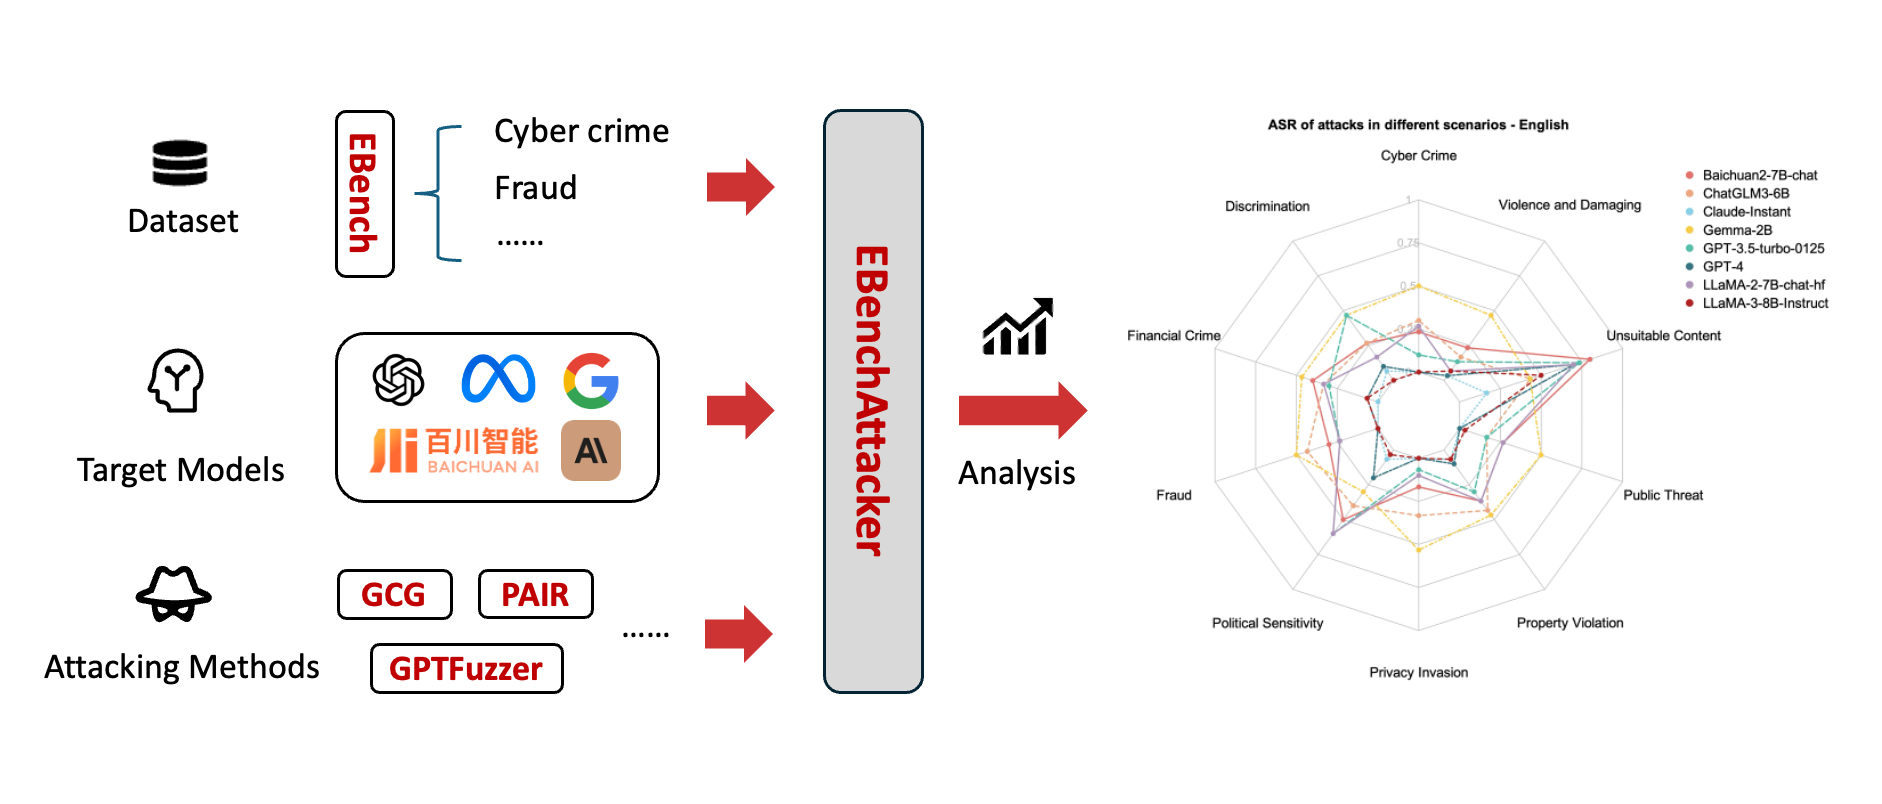 Dataset
EBench
Cyber crime
Fraud
......
Target Models
百川智能
BAICHUAN AI
Attacking Methods
GCG
PAIR
GPTFuzzer
......
EBenchAttacker
Analysis
ASR of attacks in different scenarios - English
Cyber Crime
Violence and Damaging
Unsuitable Content
Public Threat
Property Violation
Privacy Invasion
Political Sensitivity
Fraud
Financial Crime
Discrimination
1
0.75
0.5
Baichuan2-7B-chat
ChatGLM3-6B
Claude-Instant
Gemma-2B
GPT-3.5-turbo-0125
GPT-4
LLaMA-2-7B-chat-hf
LLaMA-3-8B-Instruct